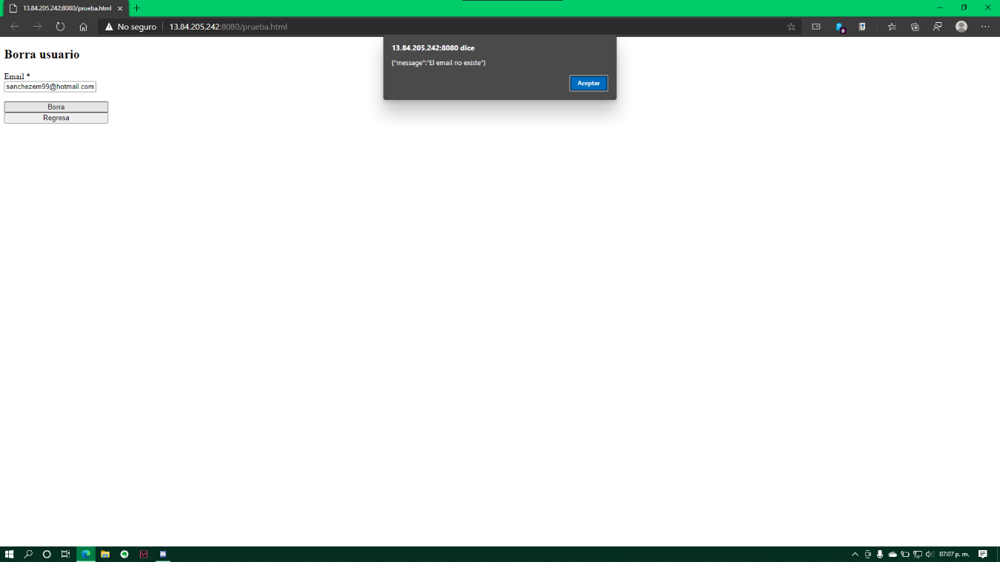 13.84.205.242:8080/prueba.html
No seguro
13.84.205.242:8080/prueba.html
0
13.84.205.242:8080 dice
{"message":"El email no existe"}
Aceptar
Borra usuario
Email *
sanchezem99@hotmail.com
Borra
Regresa
07:07 p. m.